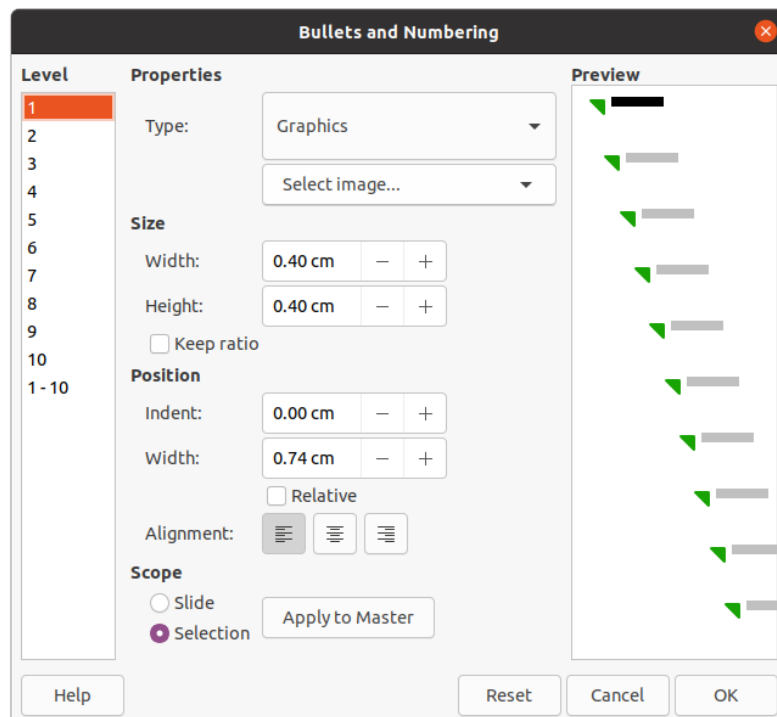 Bullets and Numbering
Level
1
2
3
4
5
6
7
8
9
10
1 - 10
Properties
Type:
Graphics
Select image...
Size
Width:
0.40 cm
Height:
0.40 cm
Keep ratio
Position
Indent:
0.00 cm
Width:
0.74 cm
Relative
Alignment:
Scope
Slide
Selection
Apply to Master
Preview
Help
Reset
Cancel
OK